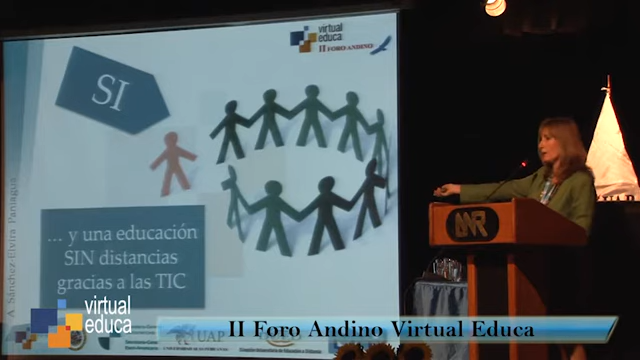 virtual
educa
II FORO ANDINO
SI
A. Sánchez-Elvira Paniagua
... y una educación
SIN distancias
gracias a las TIC
ANR
virtual
educa
UAP
II Foro Andino Virtual Educa